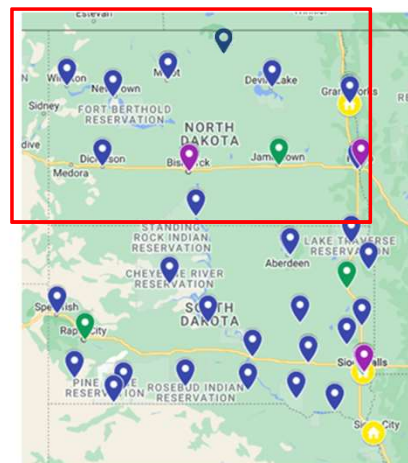 Estevan
Minot
Devils Lake
Grand Forks
New Town
FORT BERTHOLD
RESERVATION
Sidney
NORTH
DAKOTA
Dickinson
Bismarck
Jamestown
Medora
STANDING
ROCK INDIAN
RESERVATION
LAKE TRAVERSE
RESERVATION
Aberdeen
CHEYENNE RIVER
RESERVATION
Spearfish
SOUTH
DAKOTA
Rapid City
Sioux Falls
PINE RIDGE
RESERVATION
ROSEBUD INDIAN
RESERVATION
Sioux City